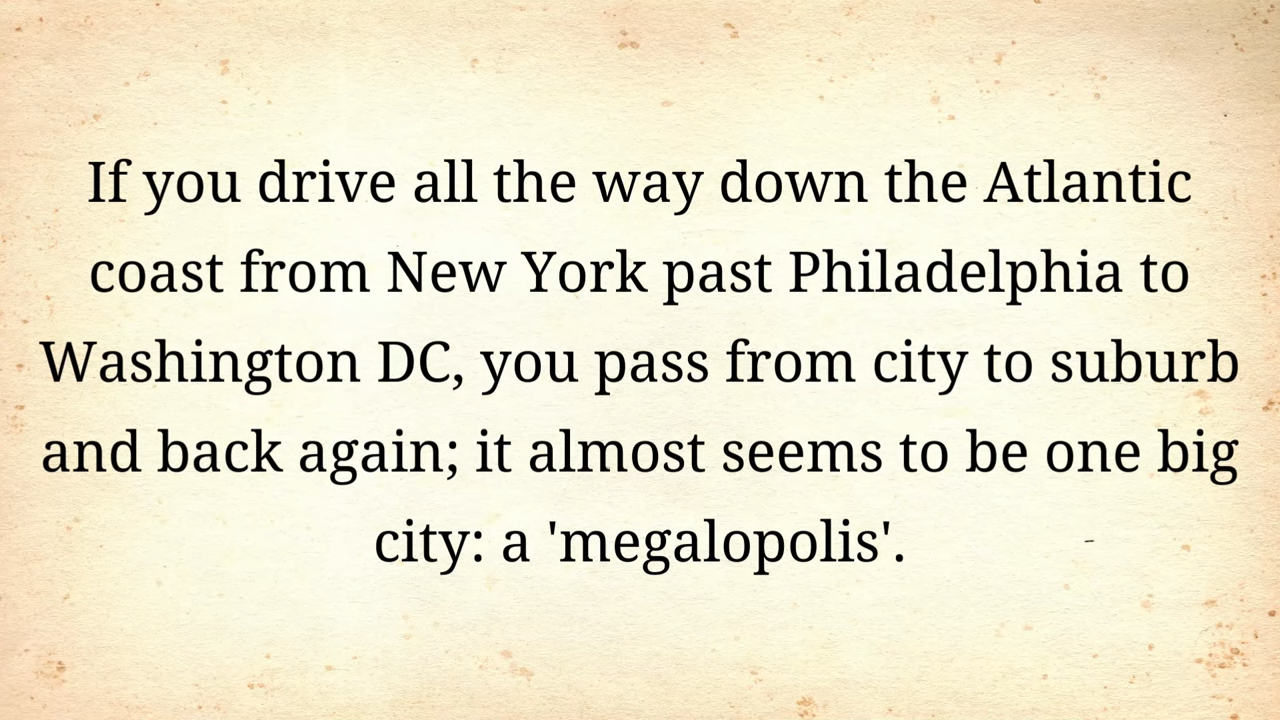 If you drive all the way down the Atlantic
coast from New York past Philadelphia to
Washington DC, you pass from city to suburb
and back again; it almost seems to be one big
city: a 'megalopolis'.